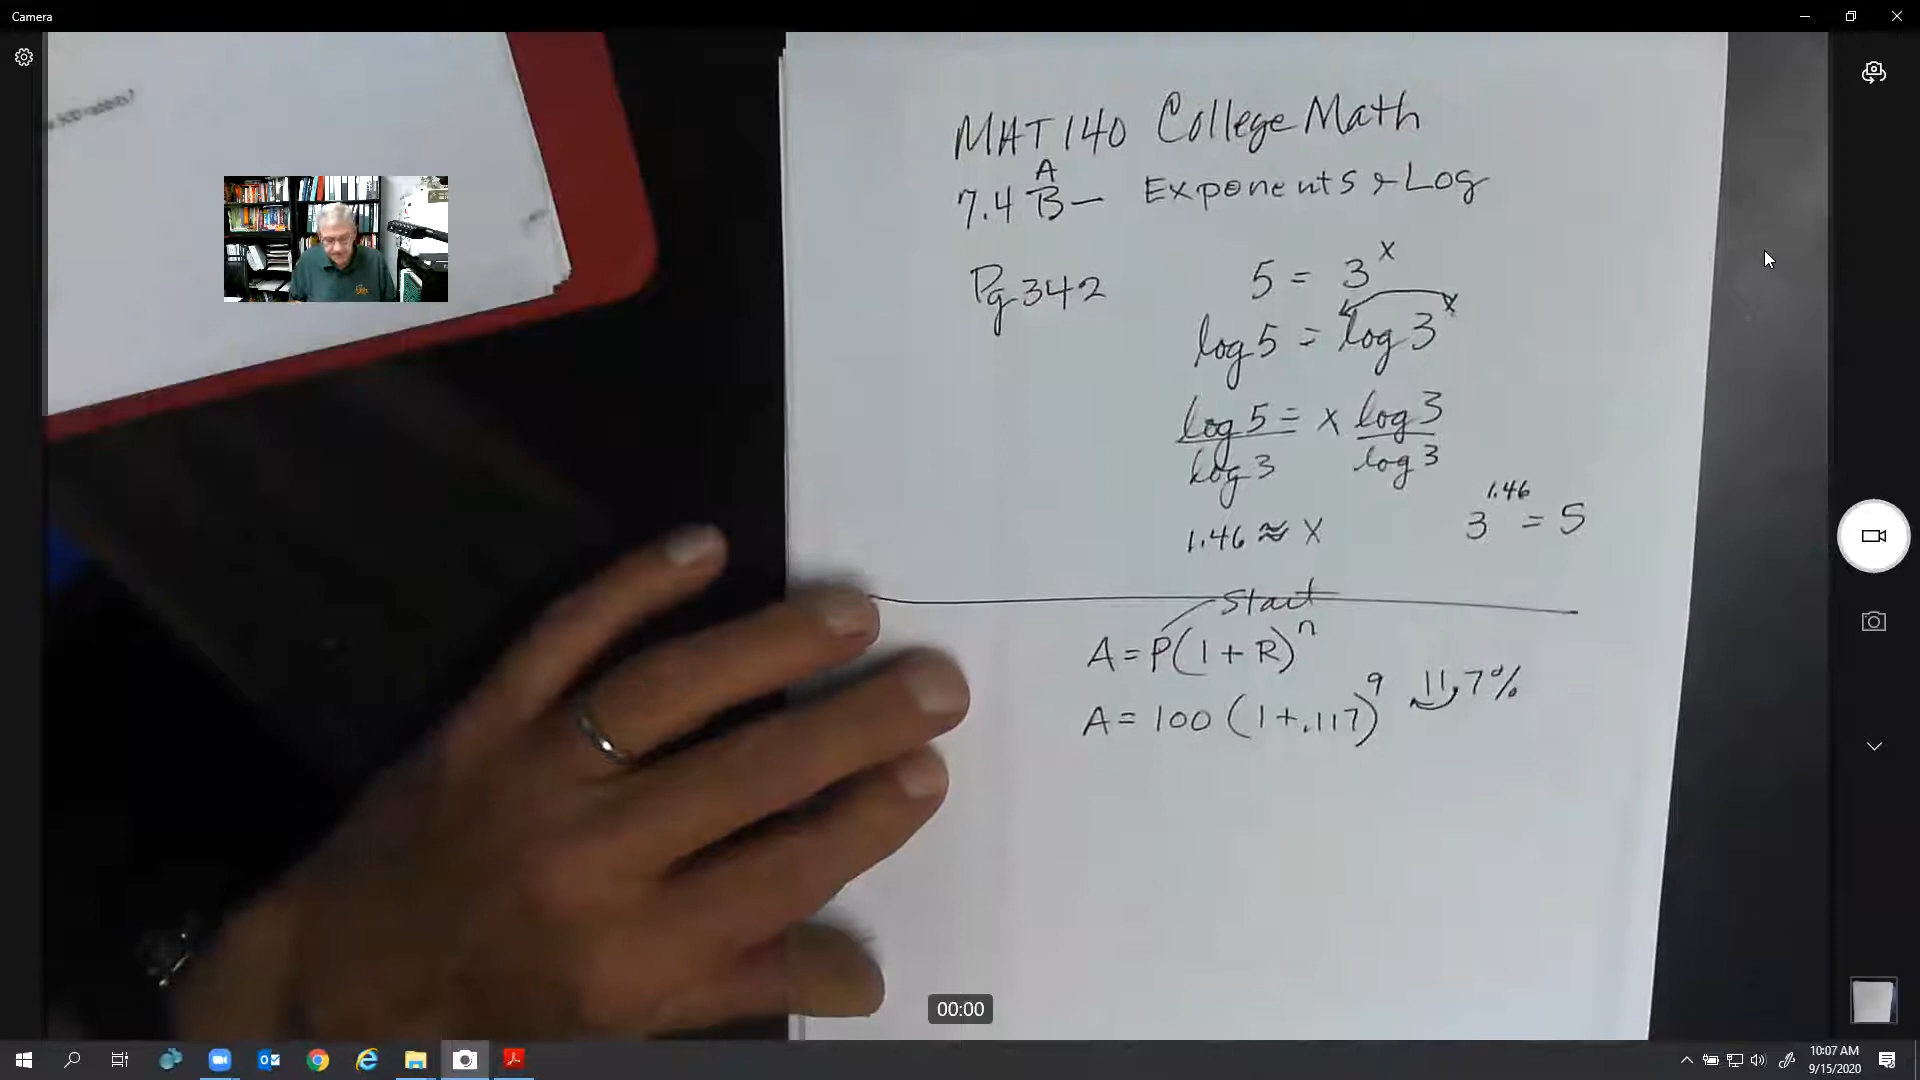 Camera
500 rabbits?
MAT 140 College Math
A
7.4 B— Exponents & Log
Pg 342
5 = 3^x
log 5 = log 3^x
log 5 = x log 3
log 3 log 3
1.46 ≈ x
3^1.46 = 5
Start
A = P(1 + R)^n
A = 100 (1 + .117)^9 11.7%
00:00
10:07 AM
9/15/2020